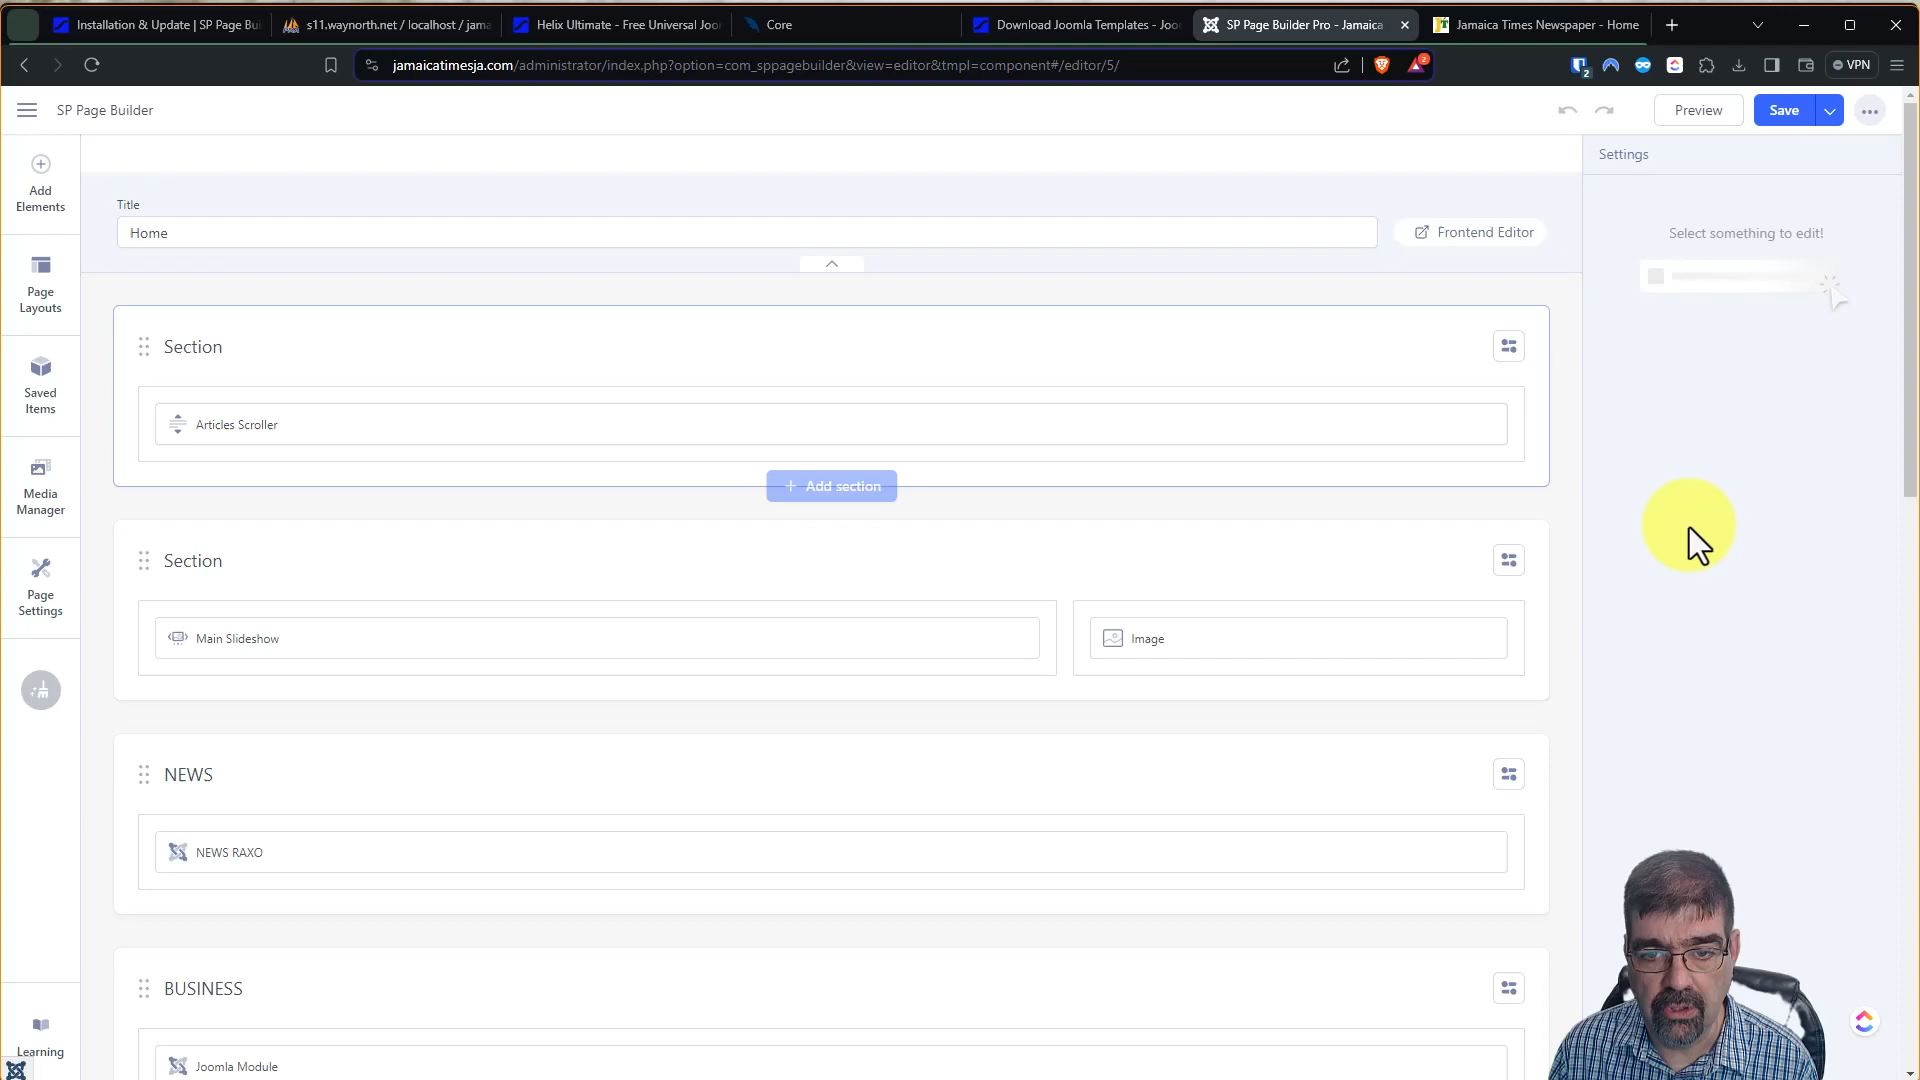 Installation & Update | SP Page Bui
s11.waynorth.net / localhost / jama
Helix Ultimate - Free Universal Joo
Core
Download Joomla Templates - Joo
SP Page Builder Pro - Jamaica
Jamaica Times Newspaper - Home
jamaicatimesja.com/administrator/index.php?option=com_sppagebuilder&view=editor&tmpl=component#/editor/5/
2
2
VPN
SP Page Builder
Preview
Save
Add
Elements
Page
Layouts
Saved
Items
Media
Manager
Page
Settings
Learning
Title
Home
Frontend Editor
Section
Articles Scroller
+ Add section
Section
Main Slideshow
Image
NEWS
NEWS RAXO
BUSINESS
Joomla Module
Settings
Select something to edit!